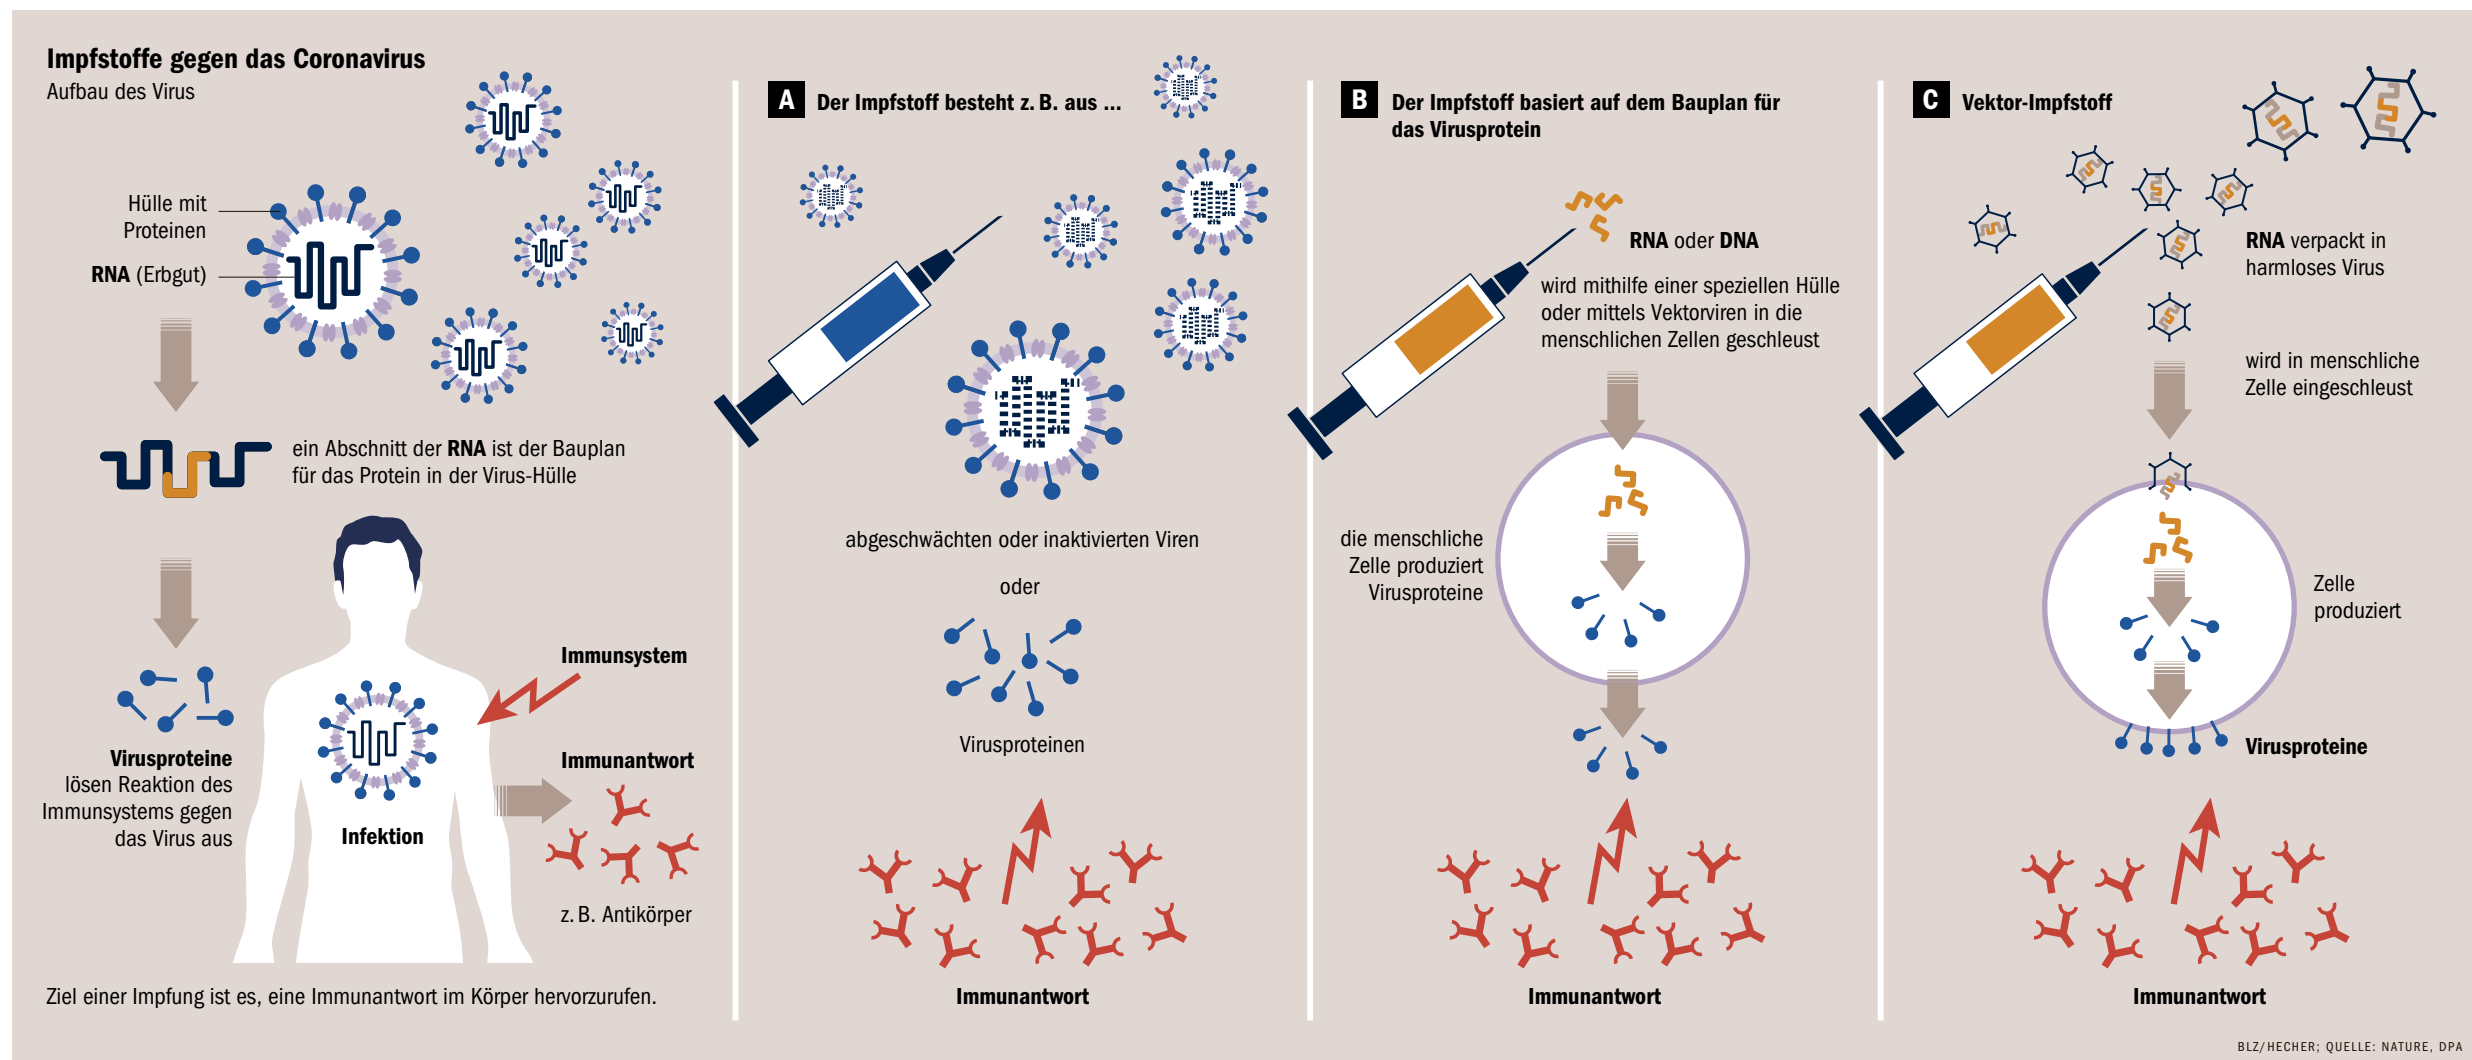 Impfstoffe gegen das Coronavirus
Aufbau des Virus
Hülle mit
Proteinen
RNA (Erbgut)
ein Abschnitt der RNA ist der Bauplan
für das Protein in der Virus-Hülle
Virusproteine
lösen Reaktion des
Immunsystems gegen
das Virus aus
Infektion
Immunsystem
Immunantwort
z. B. Antikörper
Ziel einer Impfung ist es, eine Immunantwort im Körper hervorzurufen.
A Der Impfstoff besteht z. B. aus ...
abgeschwächten oder inaktivierten Viren
oder
Virusproteinen
Immunantwort
B Der Impfstoff basiert auf dem Bauplan für
das Virusprotein
RNA oder DNA
wird mithilfe einer speziellen Hülle
oder mittels Vektorviren in die
menschlichen Zellen geschleust
die menschliche
Zelle produziert
Virusproteine
Immunantwort
C Vektor-Impfstoff
RNA verpackt in
harmloses Virus
wird in menschliche
Zelle eingeschleust
Zelle
produziert
Virusproteine
Immunantwort
BLZ/HECHER; QUELLE: NATURE, DPA